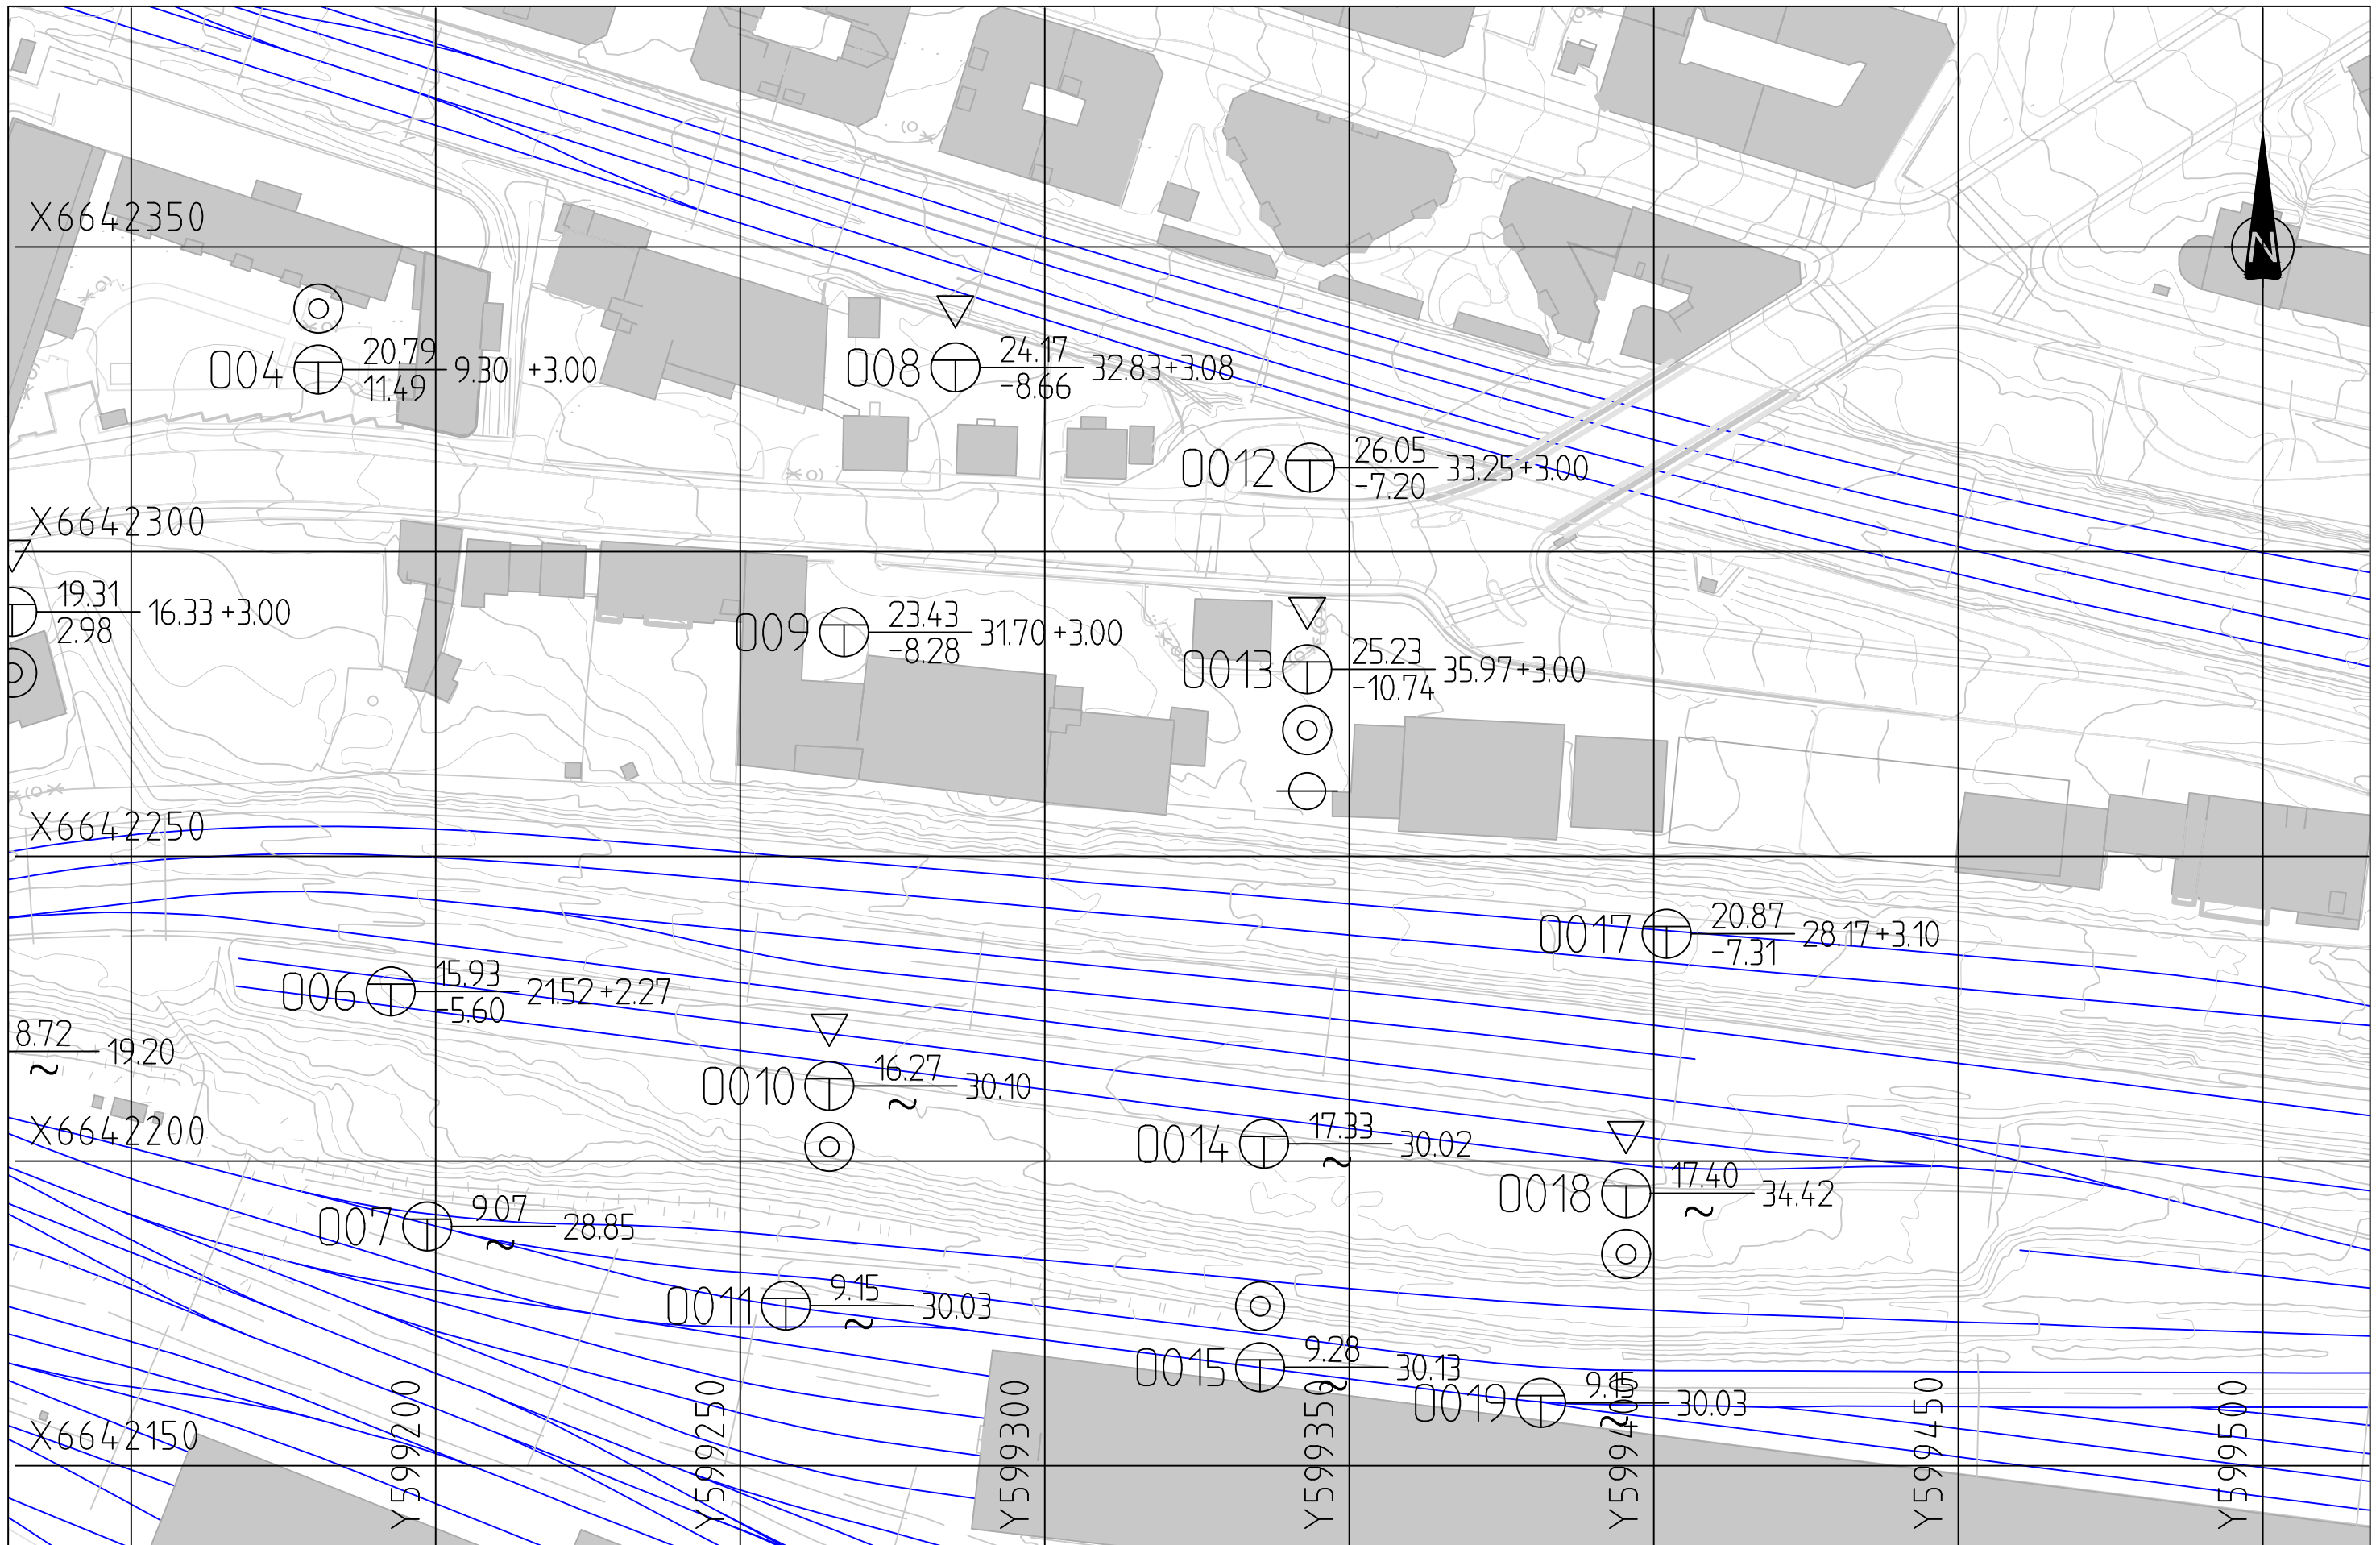 X6642350
N
004 20.79 9.30 +3.00
11.49
008 24.17 32.83+3.08
-8.66
0012 26.05 33.25+3.00
-7.20
X6642300
19.31 16.33 +3.00
2.98
009 23.43 31.70 +3.00
-8.28
0013 25.23 35.97+3.00
-10.74
X6642250
0017 20.87 28.17+3.10
-7.31
006 15.93 21.52 +2.27
-5.60
8.72 19.20
~
0010 16.27 30.10
~
X6642200
0014 17.33 30.02
~
0018 17.40 34.42
~
007 9.07 28.85
~
0011 9.15 30.03
~
0015 9.28 30.13
~
0019 9.15 30.03
~
X6642150
Y599200
Y599250
Y599300
Y599350
Y599400
Y599450
Y599500